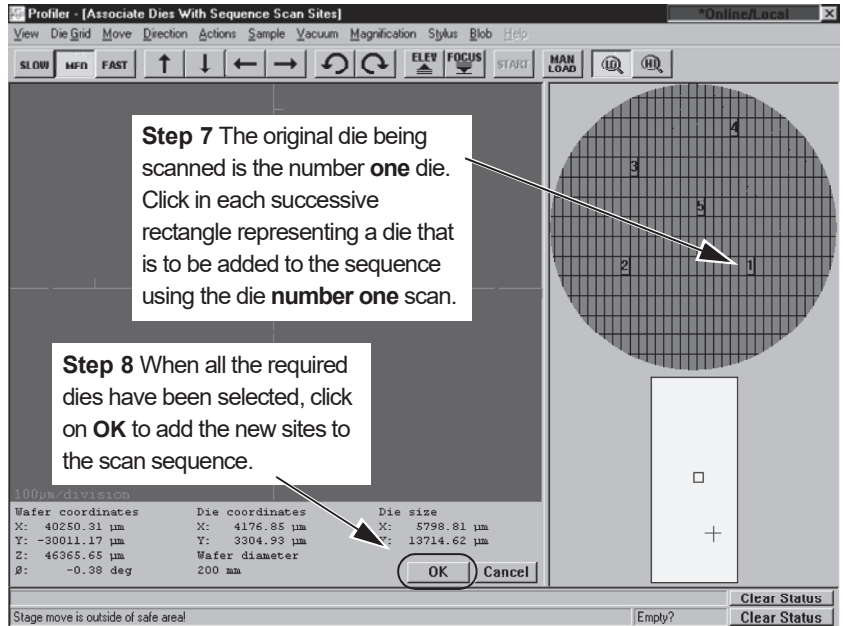 Profiler - [Associate Dies With Sequence Scan Sites]
*Online/Local
View Die Grid Move Direction Actions Sample Vacuum Magnification Stylus Blob Help
SLOW MED FAST ELEV FOCUS START MAN LOAD LO HI
Step 7 The original die being
scanned is the number one die.
Click in each successive
rectangle representing a die that
is to be added to the sequence
using the die number one scan.
4
3
5
2
1
Step 8 When all the required
dies have been selected, click
on OK to add the new sites to
the scan sequence.
100µm/division
Wafer coordinates Die coordinates Die size
X: 40250.31 µm X: 4176.85 µm X: 5798.81 µm
Y: -30011.17 µm Y: 3304.93 µm Y: 13714.62 µm
Z: 46365.65 µm Wafer diameter
Ø: -0.38 deg 200 mm OK Cancel
Clear Status
Stage move is outside of safe area! Empty? Clear Status